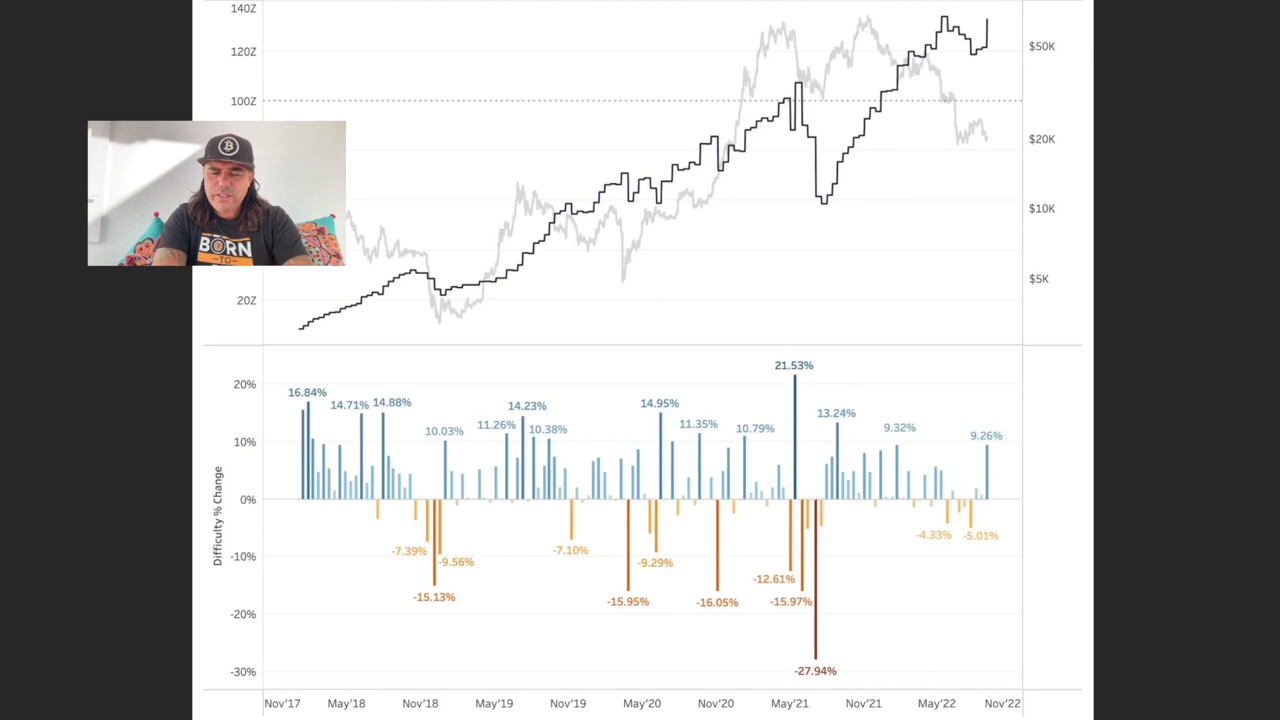 140Z
120Z
100Z
20Z
$50K
$20K
$10K
$5K
BORN
TO
Difficulty % Change
20%
10%
0%
-10%
-20%
-30%
16.84%
14.71%
14.88%
10.03%
11.26%
14.23%
10.38%
14.95%
11.35%
10.79%
21.53%
13.24%
9.32%
9.26%
-7.39%
-9.56%
-15.13%
-7.10%
-15.95%
-9.29%
-16.05%
-12.61%
-15.97%
-27.94%
-4.33%
-5.01%
Nov'17
May'18
Nov'18
May'19
Nov'19
May'20
Nov'20
May'21
Nov'21
May'22
Nov'22